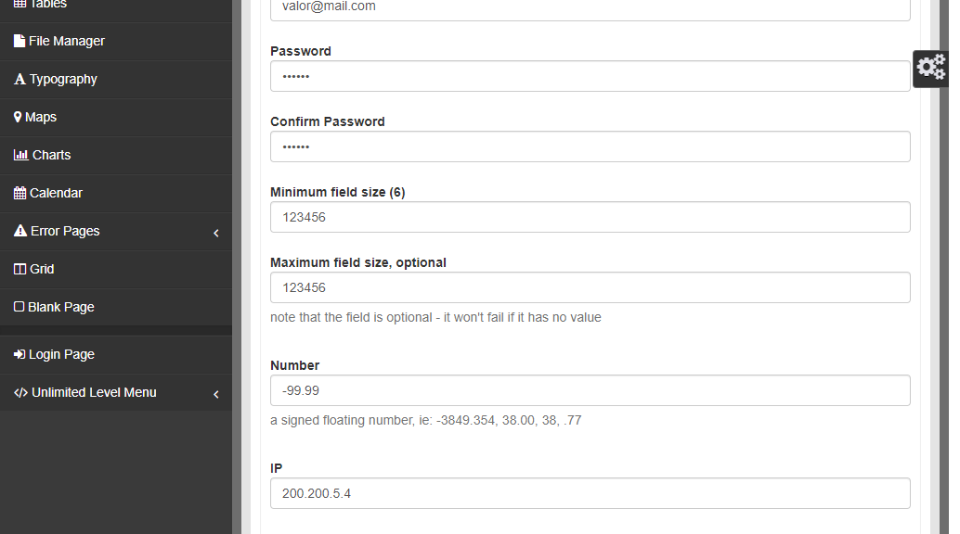 Tables
File Manager
Typography
Maps
Charts
Calendar
Error Pages
Grid
Blank Page
Login Page
Unlimited Level Menu
valor@mail.com
Password
••••••
Confirm Password
••••••
Minimum field size (6)
123456
Maximum field size, optional
123456
note that the field is optional - it won't fail if it has no value
Number
-99.99
a signed floating number, ie: -3849.354, 38.00, 38, .77
IP
200.200.5.4